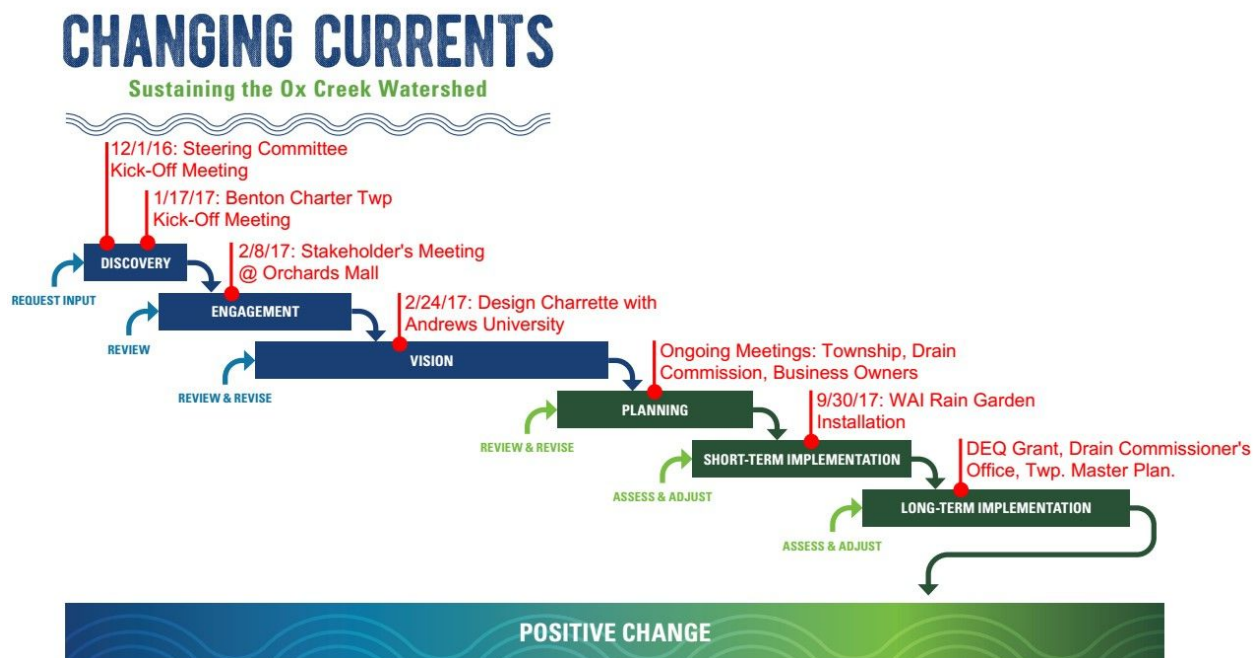 CHANGING CURRENTS
Sustaining the Ox Creek Watershed
12/1/16: Steering Committee
Kick-Off Meeting
1/17/17: Benton Charter Twp
Kick-Off Meeting
DISCOVERY
REQUEST INPUT
2/8/17: Stakeholder's Meeting
@ Orchards Mall
ENGAGEMENT
REVIEW
2/24/17: Design Charrette with
Andrews University
VISION
REVIEW & REVISE
Ongoing Meetings: Township, Drain
Commission, Business Owners
PLANNING
REVIEW & REVISE
9/30/17: WAI Rain Garden
Installation
SHORT-TERM IMPLEMENTATION
ASSESS & ADJUST
DEQ Grant, Drain Commissioner's
Office, Twp. Master Plan.
LONG-TERM IMPLEMENTATION
ASSESS & ADJUST
POSITIVE CHANGE